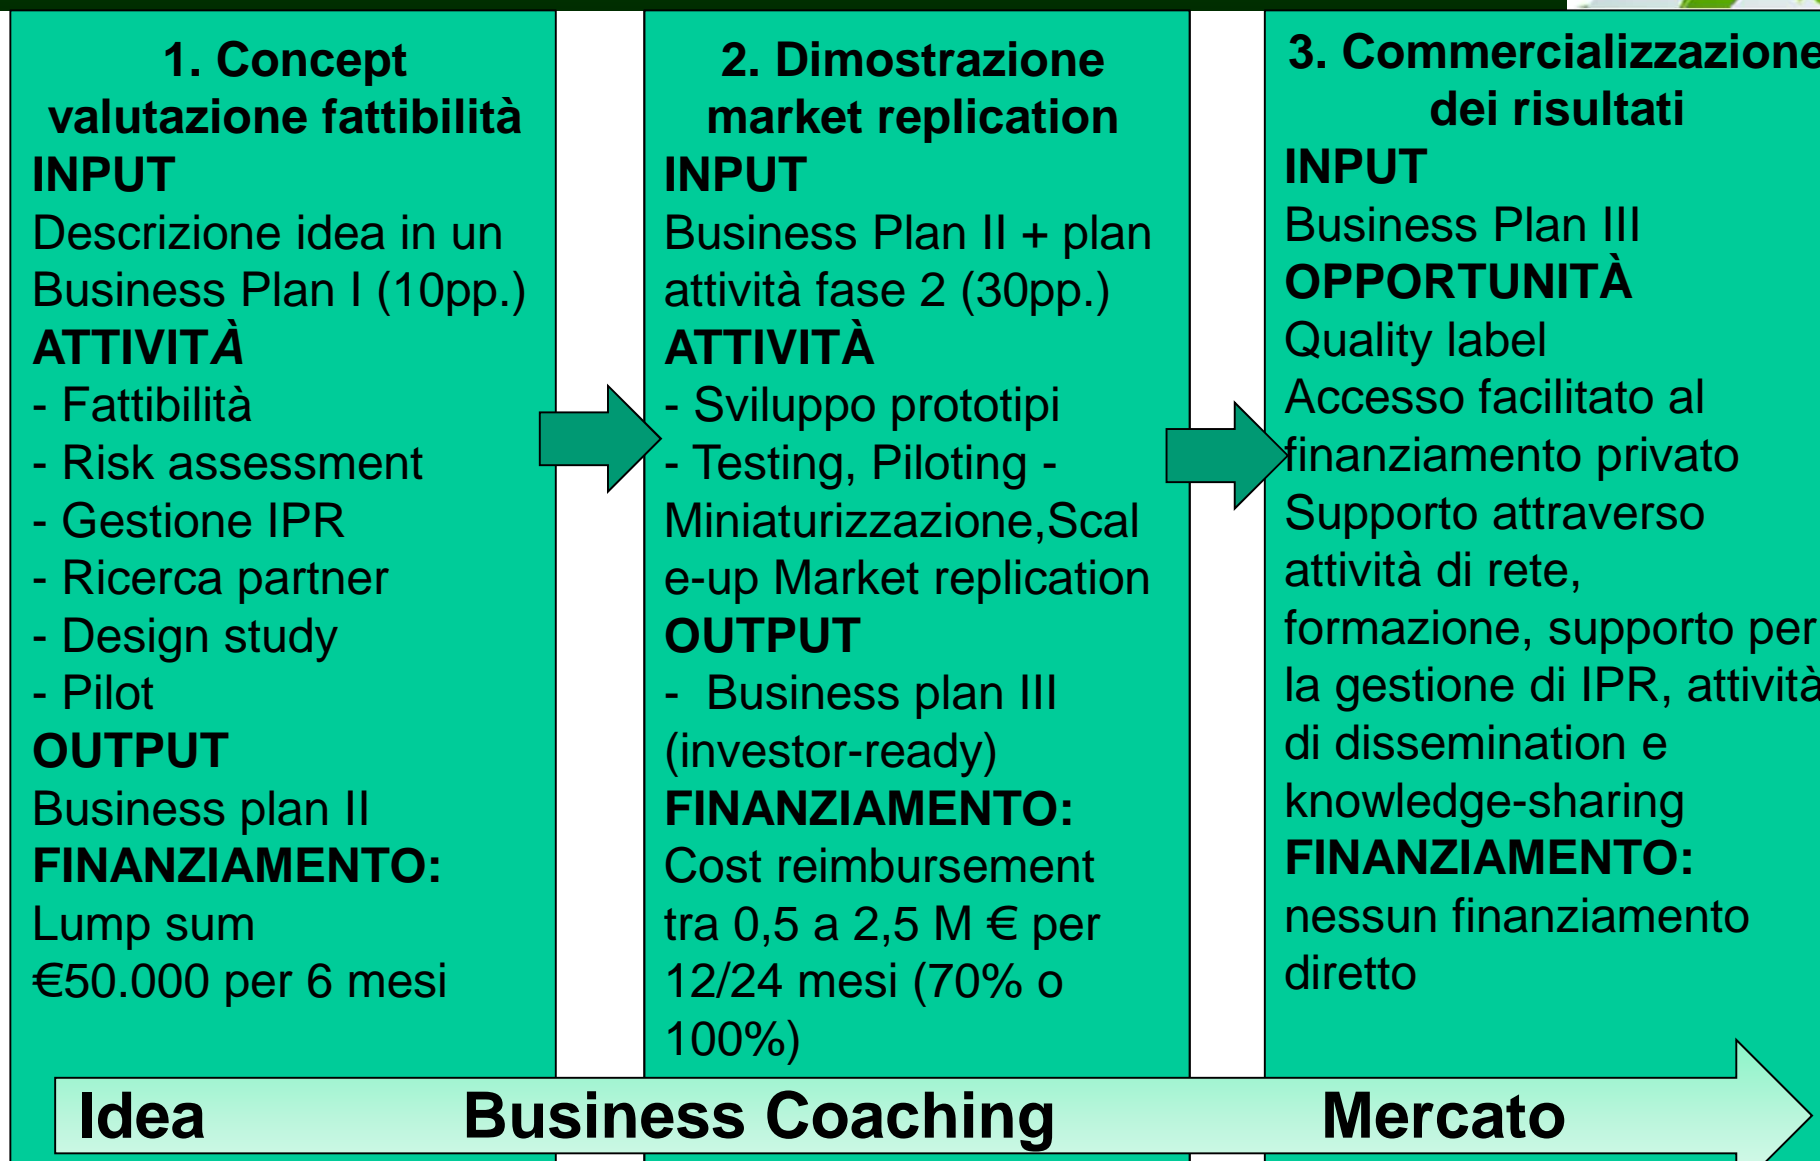 1. Concept
valutazione fattibilità
INPUT
Descrizione idea in un
Business Plan I (10pp.)
ATTIVITÀ
- Fattibilità
- Risk assessment
- Gestione IPR
- Ricerca partner
- Design study
- Pilot
OUTPUT
Business plan II
FINANZIAMENTO:
Lump sum
€50.000 per 6 mesi
2. Dimostrazione
market replication
INPUT
Business Plan II + plan
attività fase 2 (30pp.)
ATTIVITÀ
- Sviluppo prototipi
- Testing, Piloting -
Miniaturizzazione,Scal
e-up Market replication
OUTPUT
- Business plan III
(investor-ready)
FINANZIAMENTO:
Cost reimbursement
tra 0,5 a 2,5 M € per
12/24 mesi (70% o
100%)
3. Commercializzazione
dei risultati
INPUT
Business Plan III
OPPORTUNITÀ
Quality label
Accesso facilitato al
finanziamento privato
Supporto attraverso
attività di rete,
formazione, supporto per
la gestione di IPR, attività
di dissemination e
knowledge-sharing
FINANZIAMENTO:
nessun finanziamento
diretto
Idea Business Coaching Mercato